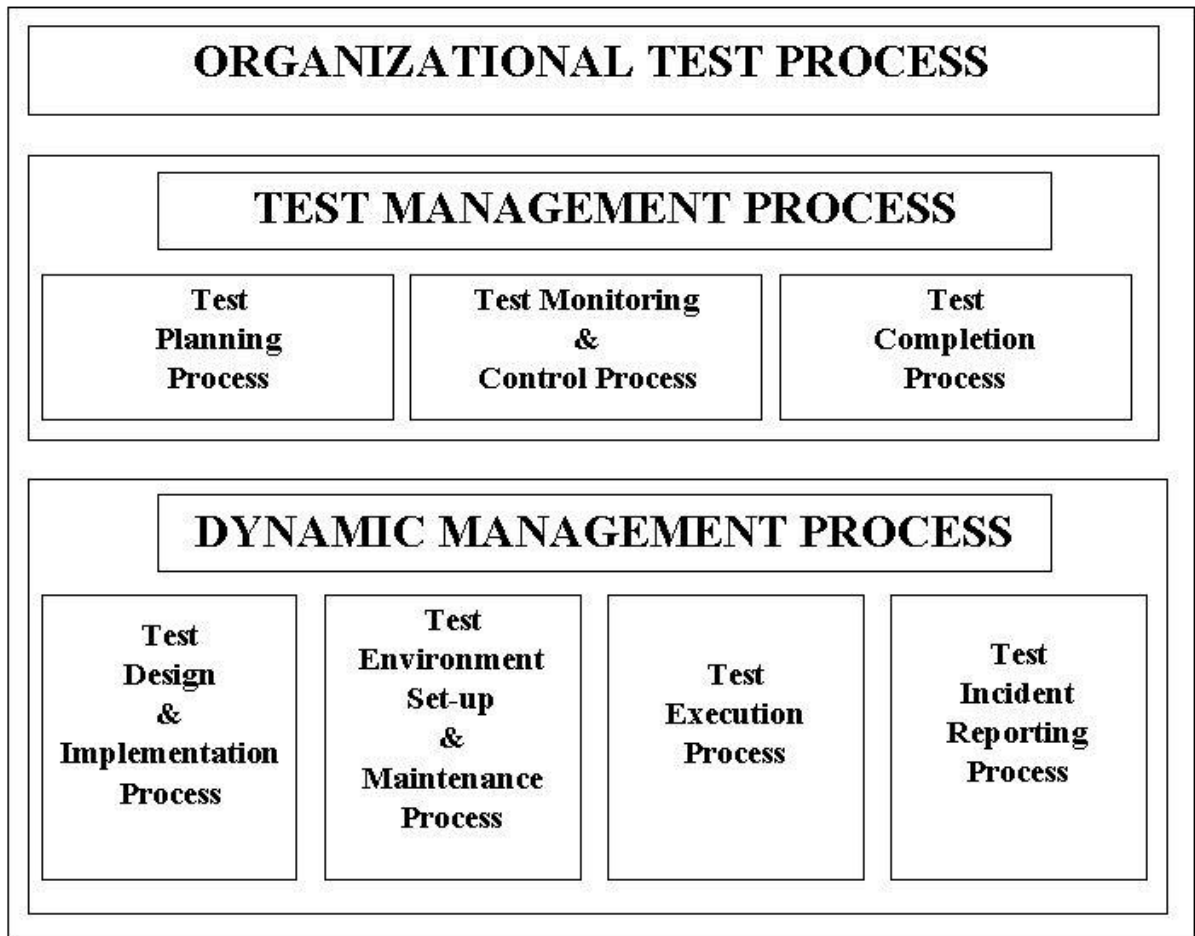 ORGANIZATIONAL TEST PROCESS
TEST MANAGEMENT PROCESS
Test
Planning
Process
Test Monitoring
&
Control Process
Test
Completion
Process
DYNAMIC MANAGEMENT PROCESS
Test
Design
&
Implementation
Process
Test
Environment
Set-up
&
Maintenance
Process
Test
Execution
Process
Test
Incident
Reporting
Process